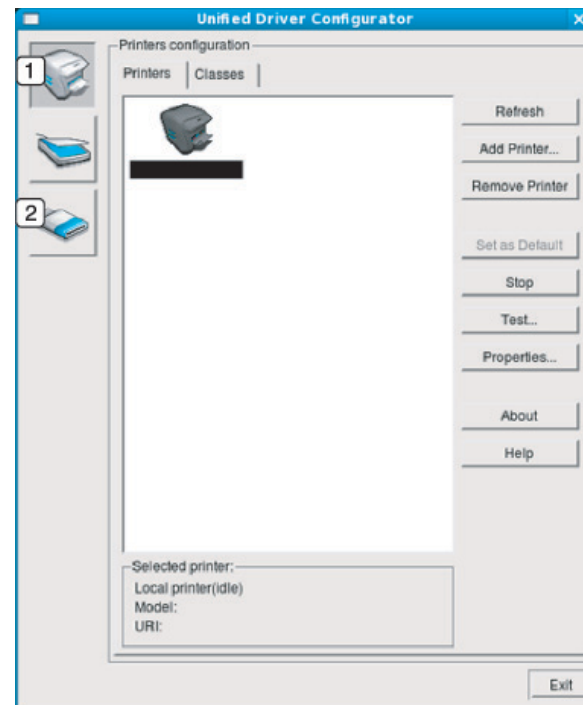 Unified Driver Configurator
Printers configuration
1
Printers Classes
Refresh
Add Printer...
Remove Printer
2
Set as Default
Stop
Test...
Properties...
About
Help
Selected printer:
Local printer(idle)
Model:
URI:
Exit